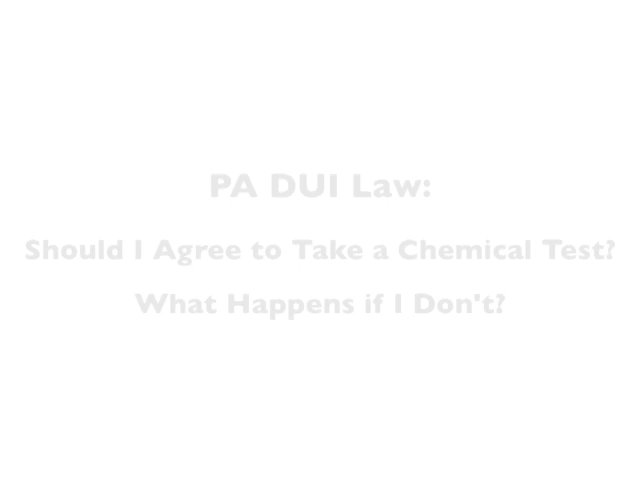 PA DUI Law:
Should I Agree to Take a Chemical Test?
What Happens if I Don't?